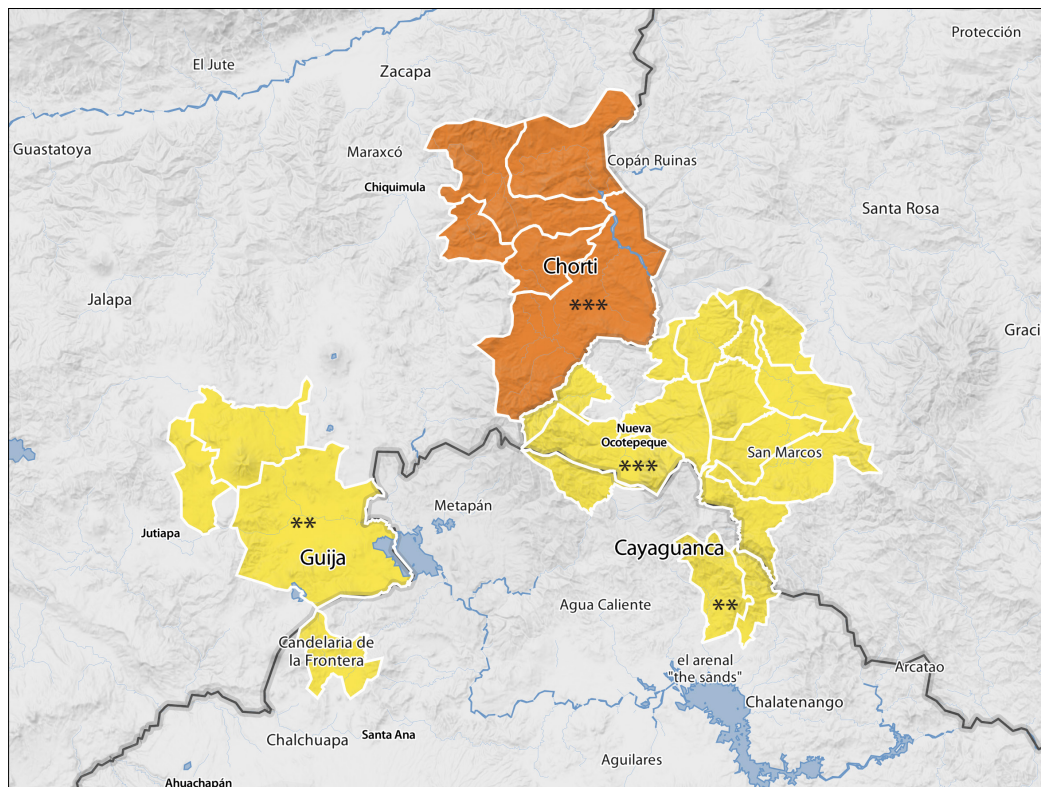 Protección
El Jute
Zacapa
Guastatoya
Maraxcó
Copán Ruinas
Chiquimula
Santa Rosa
Chorti
Jalapa
***
Graci
Nueva
Ocotepeque
San Marcos
***
Metapán
**
Jutiapa
Cayaguanca
Guija
Agua Caliente
**
Candelaria de
la Frontera
el arenal
"the sands"
Arcatao
Chalatenango
Santa Ana
Chalchuapa
Aguilares
Ahuachapán